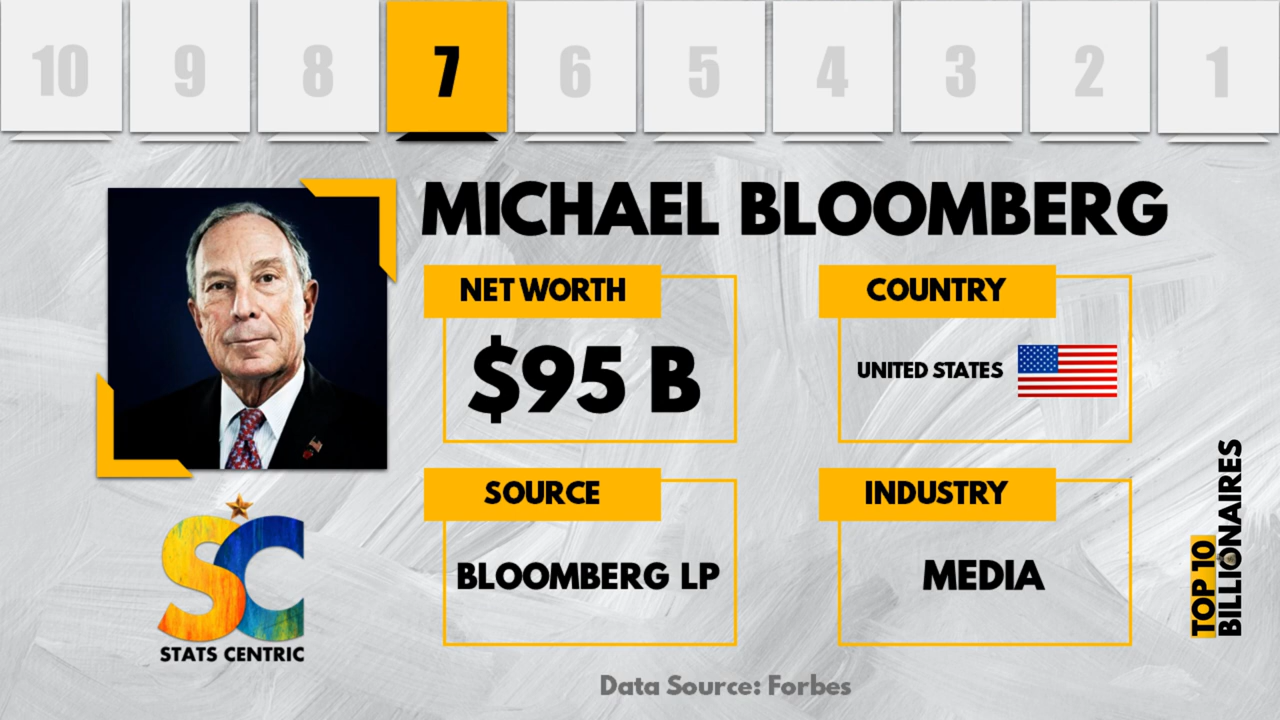 10 9 8 7 6 5 4 3 2 1
MICHAEL BLOOMBERG
NET WORTH
$95 B
COUNTRY
UNITED STATES
SOURCE
BLOOMBERG LP
INDUSTRY
MEDIA
SC
STATS CENTRIC
TOP 10
BILLIONAIRES
Data Source: Forbes